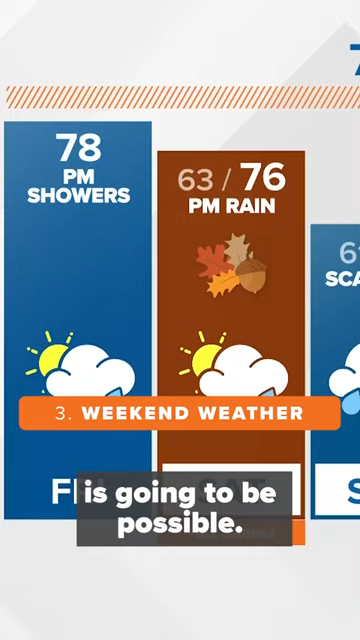 78
PM
SHOWERS
63 / 76
PM RAIN
3. WEEKEND WEATHER
is going to be
possible.